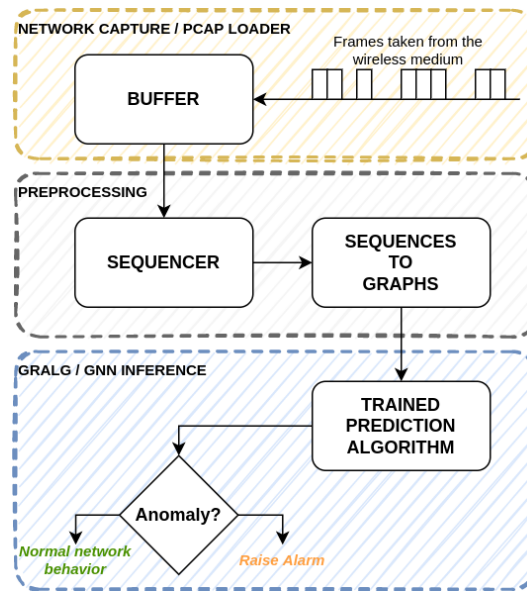 NETWORK CAPTURE / PCAP LOADER
Frames taken from the
wireless medium
BUFFER
PREPROCESSING
SEQUENCER
SEQUENCES
TO
GRAPHS
GRALG / GNN INFERENCE
TRAINED
PREDICTION
ALGORITHM
Anomaly?
Normal network
behavior
Raise Alarm